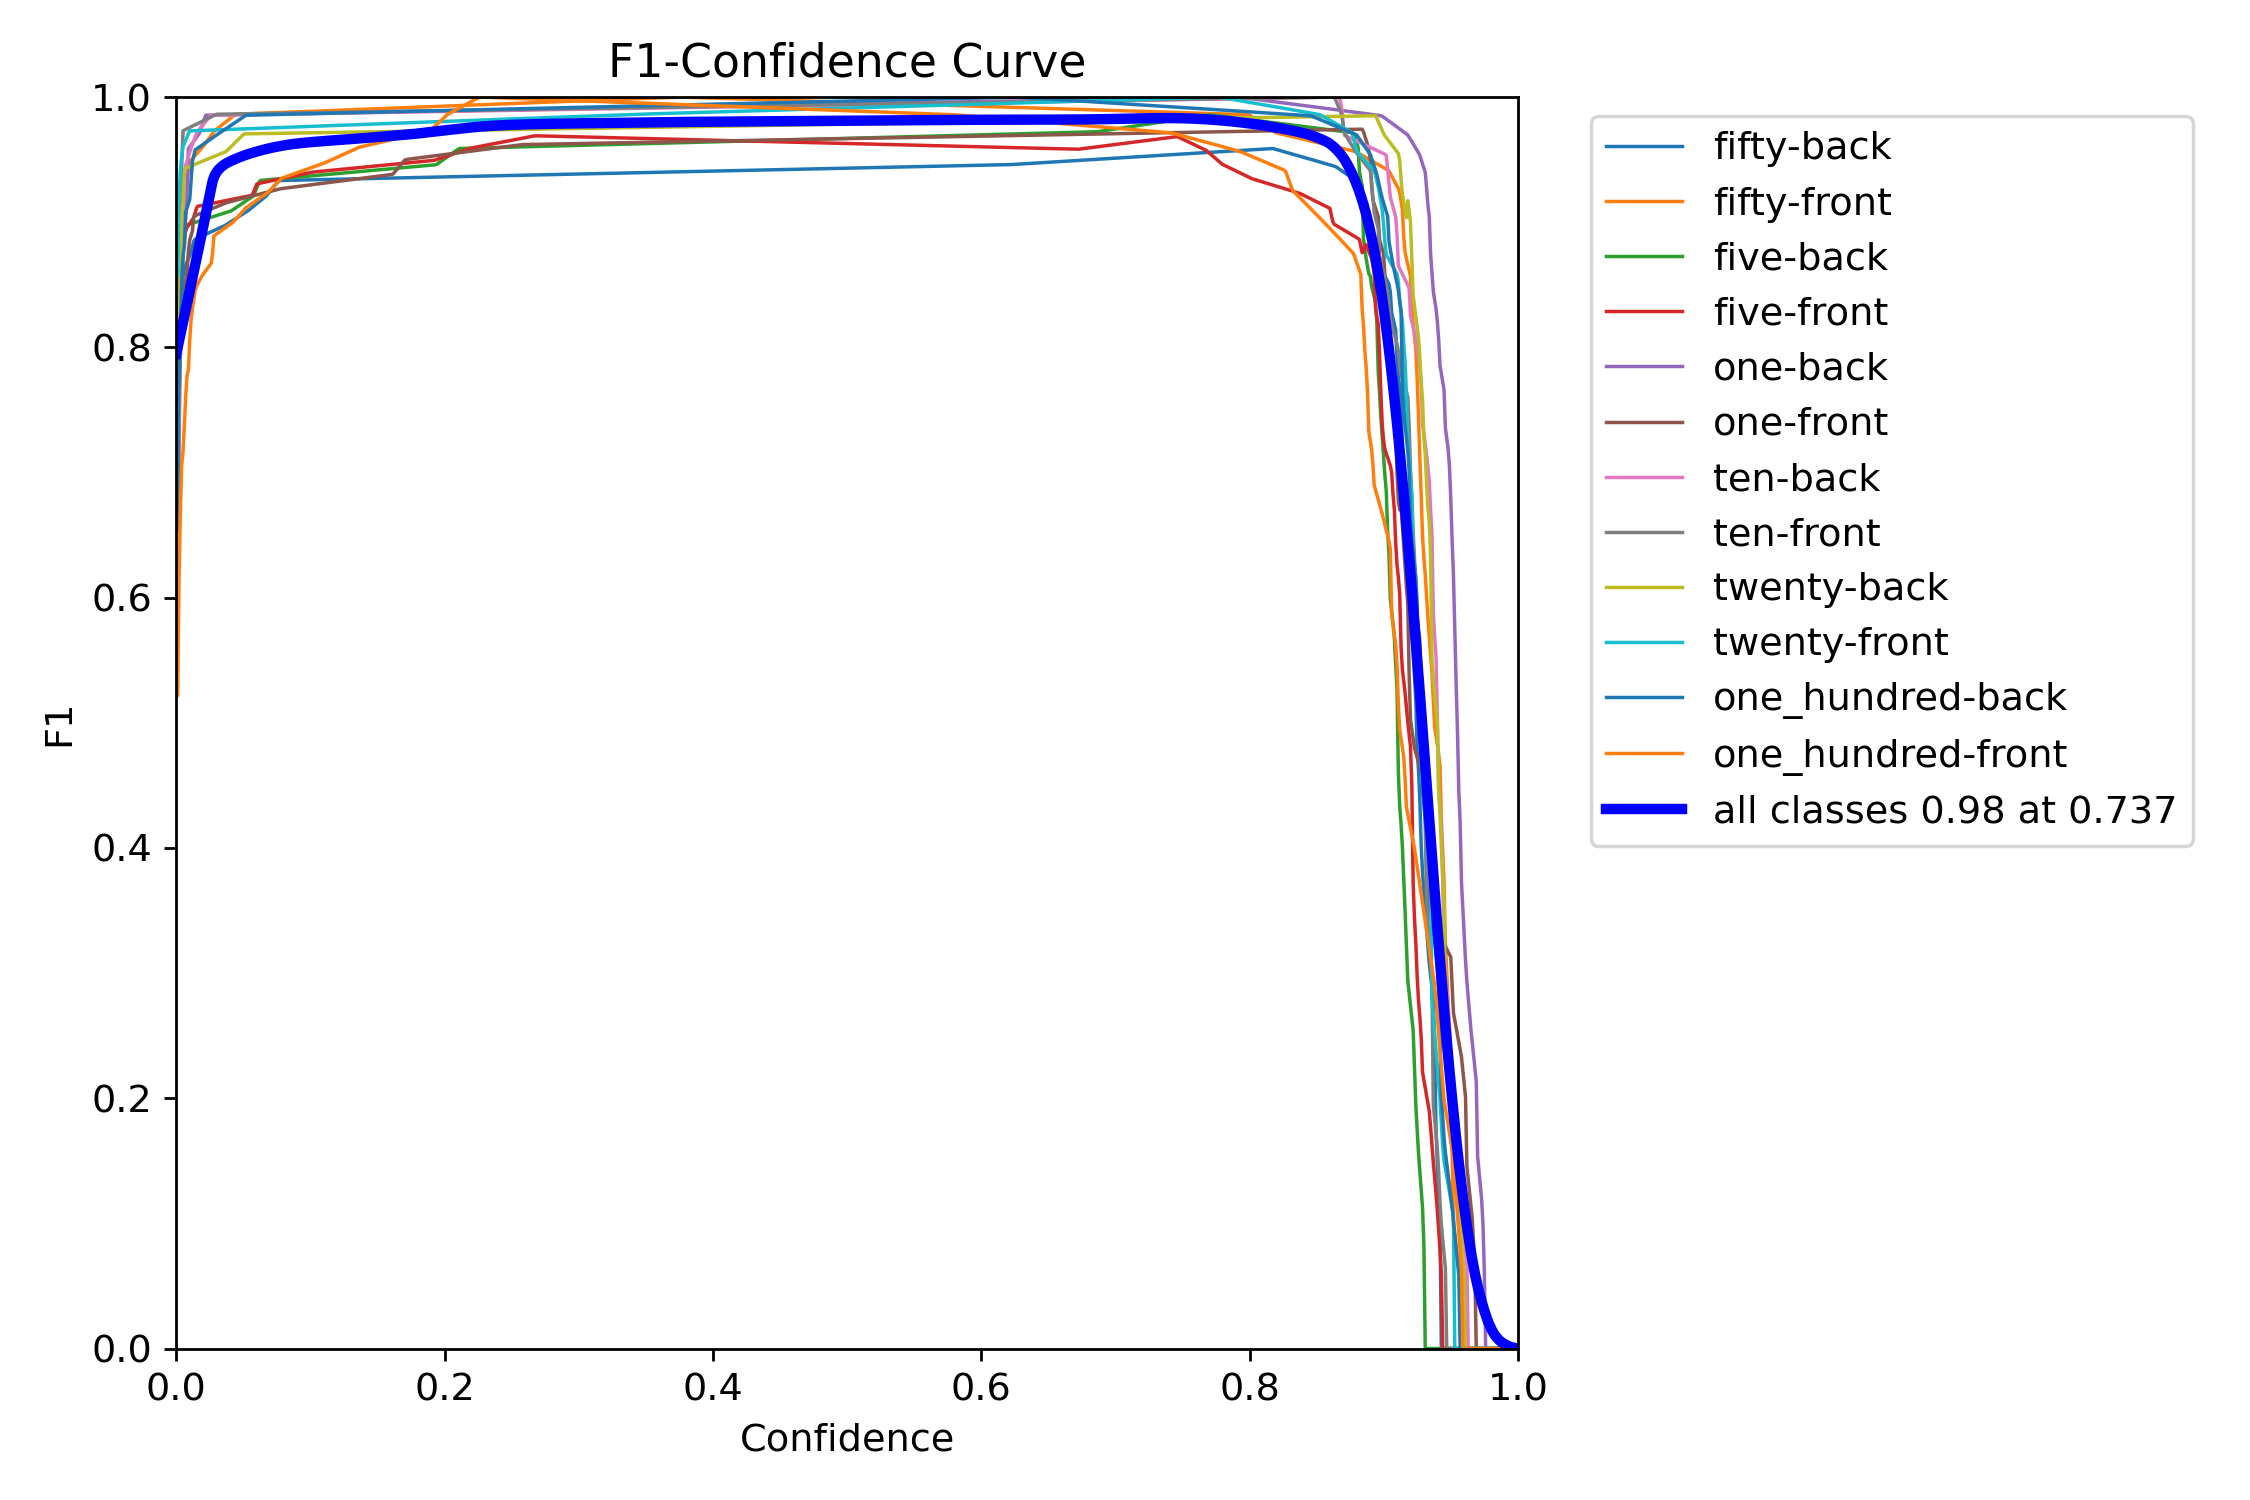 F1-Confidence Curve
1.0
0.8
0.6
0.4
0.2
0.0
F1
0.0 0.2 0.4 0.6 0.8 1.0
Confidence
fifty-back
fifty-front
five-back
five-front
one-back
one-front
ten-back
ten-front
twenty-back
twenty-front
one_hundred-back
one_hundred-front
all classes 0.98 at 0.737